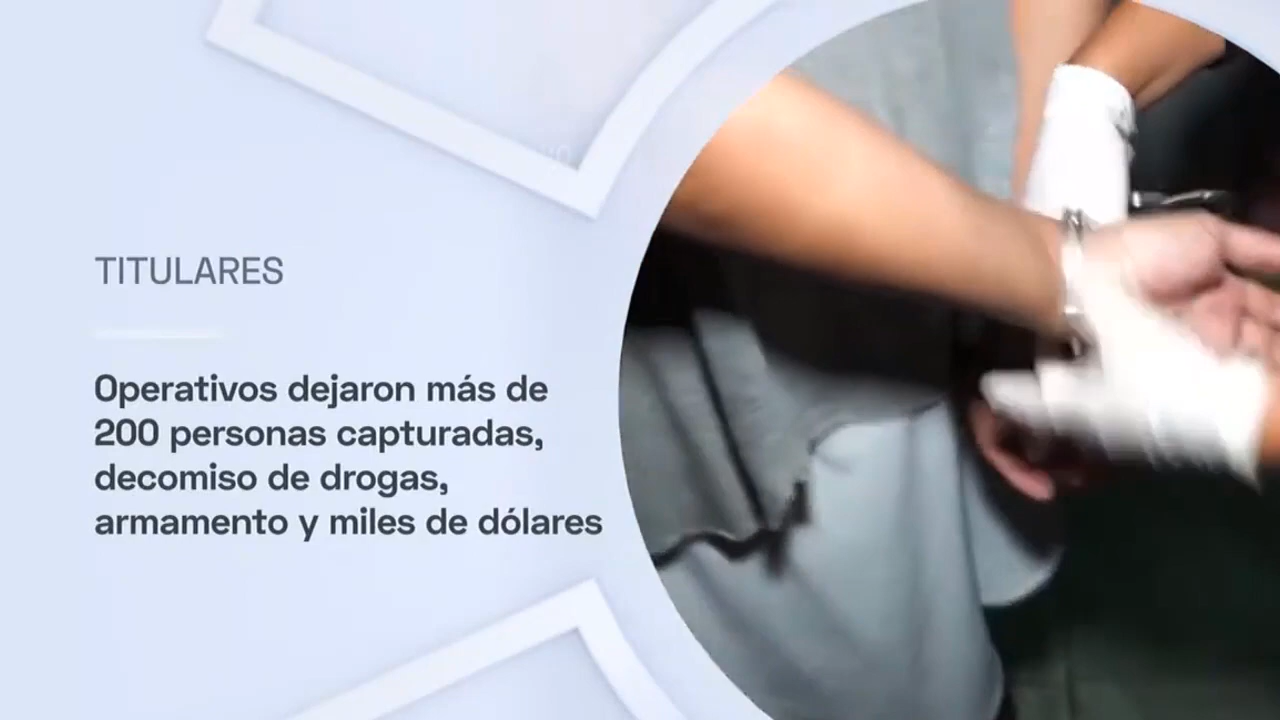 TITULARES
Operativos dejaron más de
200 personas capturadas,
decomiso de drogas,
armamento y miles de dólares